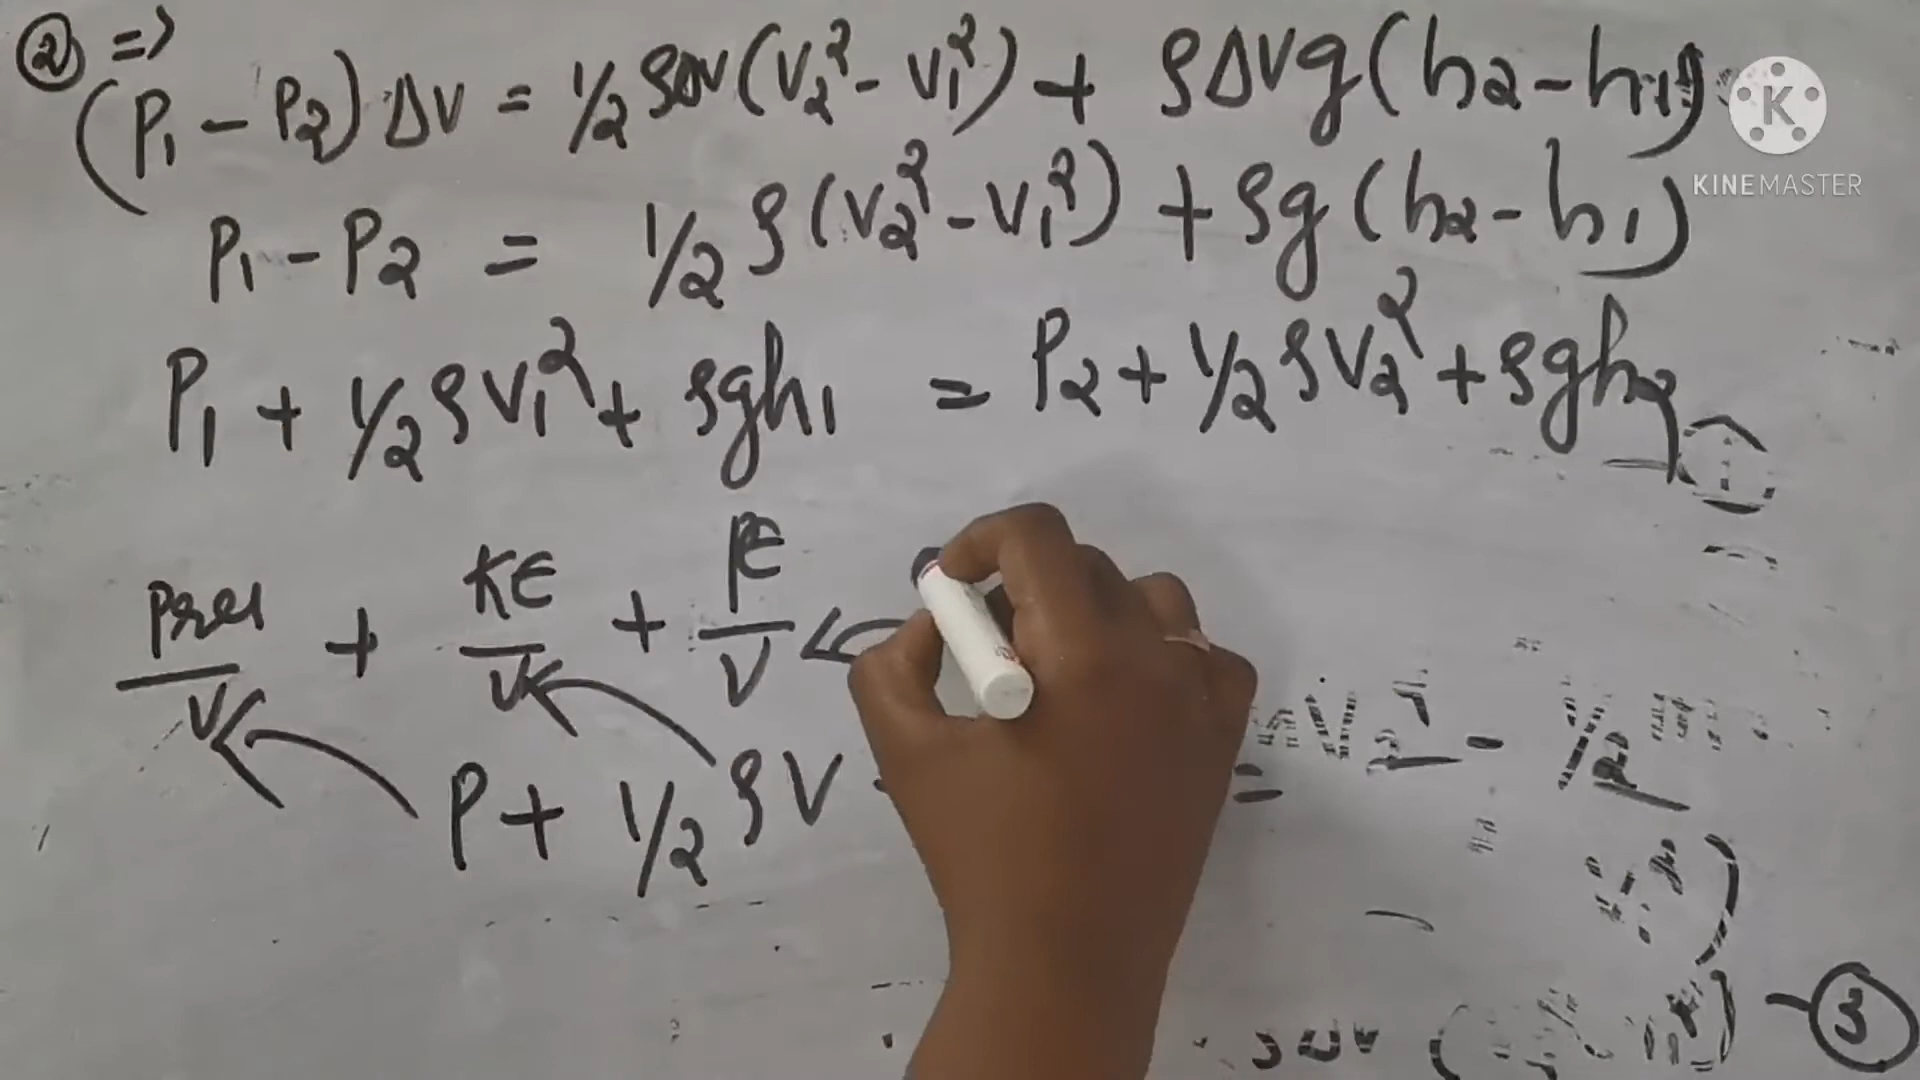 ② ⇒
(P₁ - P₂) ΔV = 1/2 ρΔV (V₂² - V₁²) + ρΔVg (h₂ - h₁)
P₁ - P₂ = 1/2 ρ (V₂² - V₁²) + ρg (h₂ - h₁)
P₁ + 1/2 ρV₁² + ρgh₁ = P₂ + 1/2 ρV₂² + ρgh₂
KE/V + PE/V
P + 1/2 ρV =
③
K
KINEMASTER